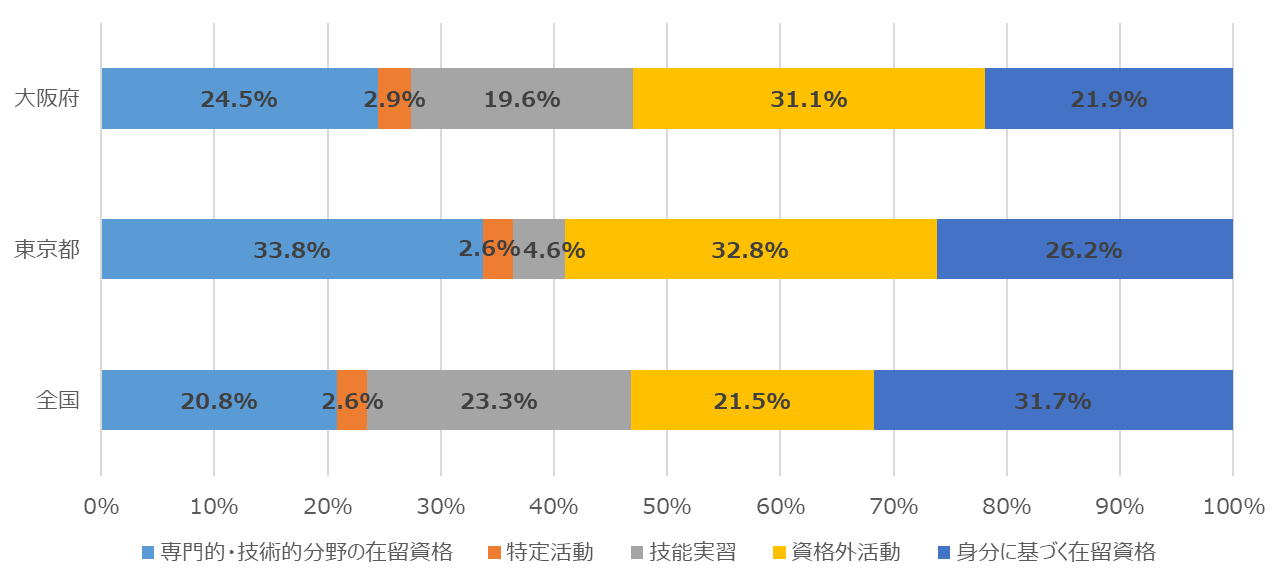 大阪府 24.5% 2.9% 19.6% 31.1% 21.9%
東京都 33.8% 2.6% 4.6% 32.8% 26.2%
全国 20.8% 2.6% 23.3% 21.5% 31.7%
0% 10% 20% 30% 40% 50% 60% 70% 80% 90% 100%
専門的・技術的分野の在留資格 特定活動 技能実習 資格外活動 身分に基づく在留資格